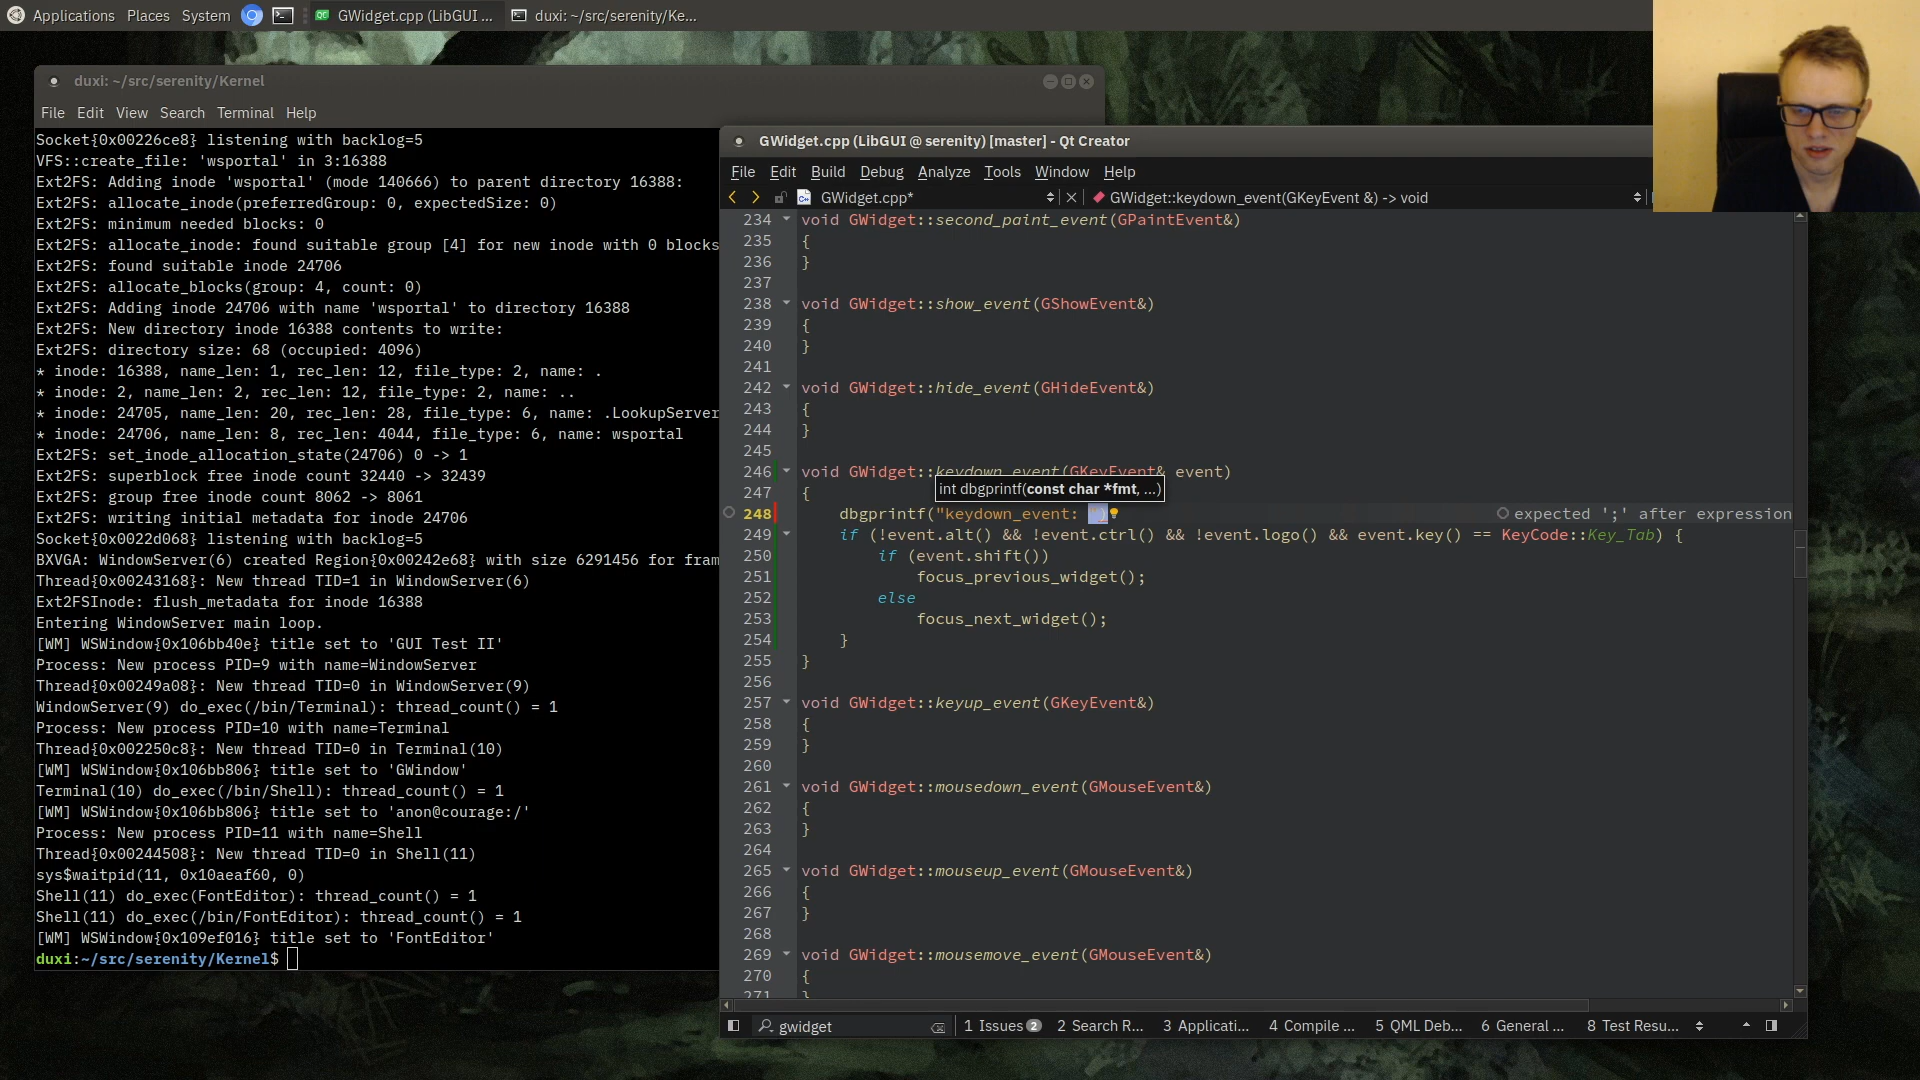 Applications Places System GWidget.cpp (LibGUI ... duxi: ~/src/serenity/Ke...
duxi: ~/src/serenity/Kernel
File Edit View Search Terminal Help
Socket{0x00226ce8} listening with backlog=5
VFS::create_file: 'wsportal' in 3:16388
Ext2FS: Adding inode 'wsportal' (mode 140666) to parent directory 16388:
Ext2FS: allocate_inode(preferredGroup: 0, expectedSize: 0)
Ext2FS: minimum needed blocks: 0
Ext2FS: allocate_inode: found suitable group [4] for new inode with 0 blocks
Ext2FS: found suitable inode 24706
Ext2FS: allocate_blocks(group: 4, count: 0)
Ext2FS: Adding inode 24706 with name 'wsportal' to directory 16388
Ext2FS: New directory inode 16388 contents to write:
Ext2FS: directory size: 68 (occupied: 4096)
* inode: 16388, name_len: 1, rec_len: 12, file_type: 2, name: .
* inode: 2, name_len: 2, rec_len: 12, file_type: 2, name: ..
* inode: 24705, name_len: 20, rec_len: 28, file_type: 6, name: .LookupServer
* inode: 24706, name_len: 8, rec_len: 4044, file_type: 6, name: wsportal
Ext2FS: set_inode_allocation_state(24706) 0 -> 1
Ext2FS: superblock free inode count 32440 -> 32439
Ext2FS: group free inode count 8062 -> 8061
Ext2FS: writing initial metadata for inode 24706
Socket{0x0022d068} listening with backlog=5
BXVGA: WindowServer(6) created Region{0x00242e68} with size 6291456 for fram
Thread{0x00243168}: New thread TID=1 in WindowServer(6)
Ext2FSInode: flush_metadata for inode 16388
Entering WindowServer main loop.
[WM] WSWindow{0x106bb40e} title set to 'GUI Test II'
Process: New process PID=9 with name=WindowServer
Thread{0x00249a08}: New thread TID=0 in WindowServer(9)
WindowServer(9) do_exec(/bin/Terminal): thread_count() = 1
Process: New process PID=10 with name=Terminal
Thread{0x002250c8}: New thread TID=0 in Terminal(10)
[WM] WSWindow{0x106bb806} title set to 'GWindow'
Terminal(10) do_exec(/bin/Shell): thread_count() = 1
[WM] WSWindow{0x106bb806} title set to 'anon@courage:/'
Process: New process PID=11 with name=Shell
Thread{0x00244508}: New thread TID=0 in Shell(11)
sys$waitpid(11, 0x10aeaf60, 0)
Shell(11) do_exec(FontEditor): thread_count() = 1
Shell(11) do_exec(/bin/FontEditor): thread_count() = 1
[WM] WSWindow{0x109ef016} title set to 'FontEditor'
duxi:~/src/serenity/Kernel$
GWidget.cpp (LibGUI @ serenity) [master] - Qt Creator
File Edit Build Debug Analyze Tools Window Help
GWidget.cpp* GWidget::keydown_event(GKeyEvent &) -> void
234 void GWidget::second_paint_event(GPaintEvent&)
235 {
236 }
237
238 void GWidget::show_event(GShowEvent&)
239 {
240 }
241
242 void GWidget::hide_event(GHideEvent&)
243 {
244 }
245
246 void GWidget::keydown_event(GKeyEvent& event)
int dbgprintf(const char *fmt, ...)
247 {
248 dbgprintf("keydown_event: ") expected ';' after expression
249 if (!event.alt() && !event.ctrl() && !event.logo() && event.key() == KeyCode::Key_Tab) {
250 if (event.shift())
251 focus_previous_widget();
252 else
253 focus_next_widget();
254 }
255 }
256
257 void GWidget::keyup_event(GKeyEvent&)
258 {
259 }
260
261 void GWidget::mousedown_event(GMouseEvent&)
262 {
263 }
264
265 void GWidget::mouseup_event(GMouseEvent&)
266 {
267 }
268
269 void GWidget::mousemove_event(GMouseEvent&)
270 {
271 }
gwidget 1 Issues 2 2 Search R... 3 Applicati... 4 Compile ... 5 QML Deb... 6 General ... 8 Test Resu...